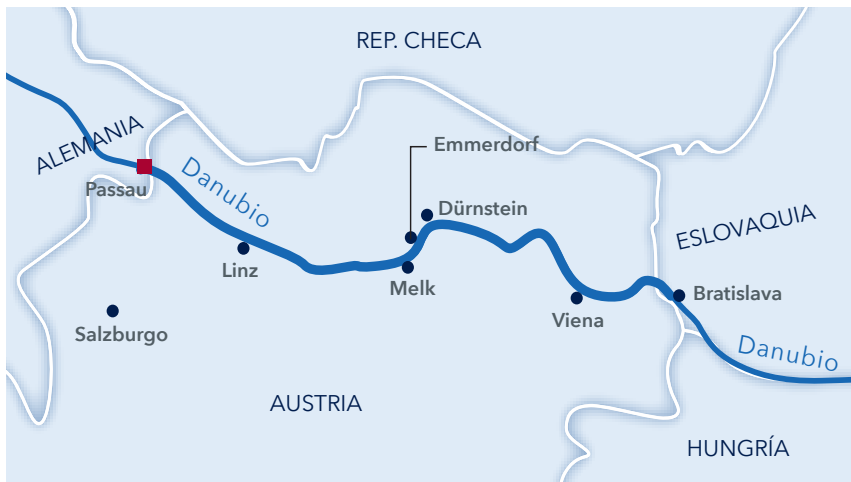 REP. CHECA
ALEMANIA
Emmerdorf
Passau
Danubio
Dürnstein
ESLOVAQUIA
Linz
Melk
Bratislava
Viena
Salzburgo
Danubio
AUSTRIA
HUNGRÍA